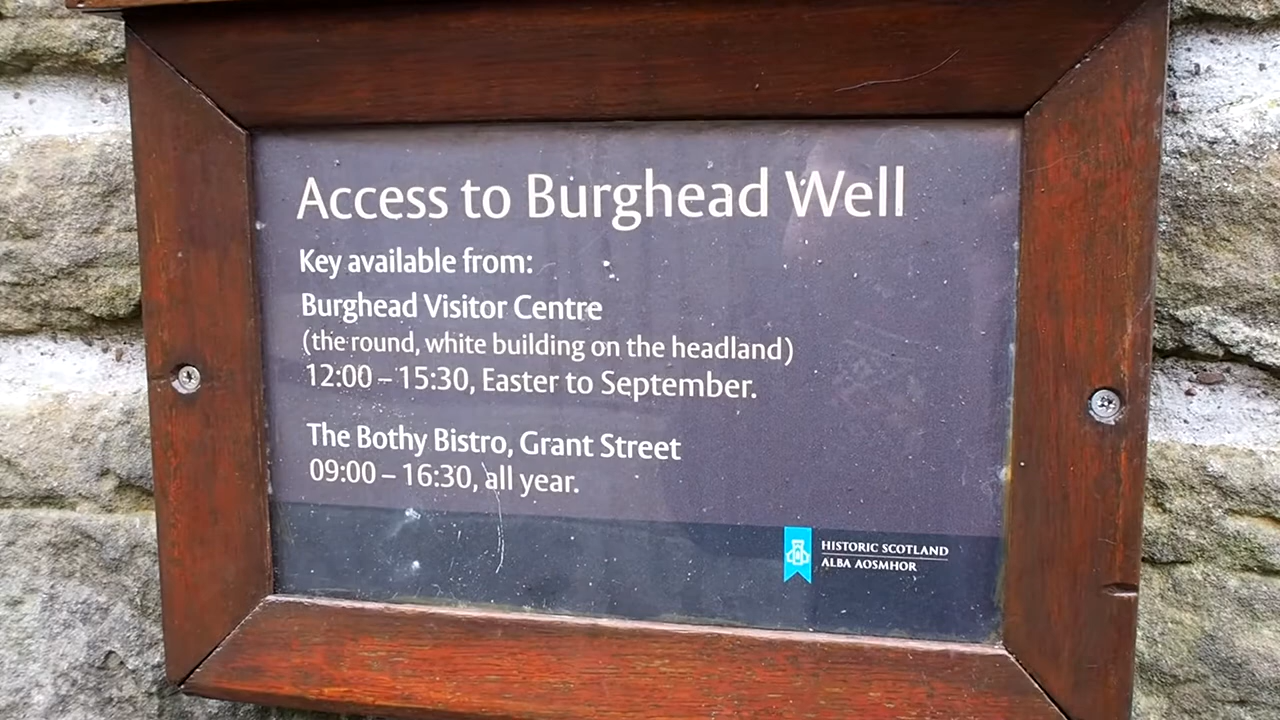 Access to Burghead Well
Key available from:
Burghead Visitor Centre
(the round, white building on the headland)
12:00 – 15:30, Easter to September.
The Bothy Bistro, Grant Street
09:00 – 16:30, all year.
HISTORIC SCOTLAND
ALBA AOSMHOR